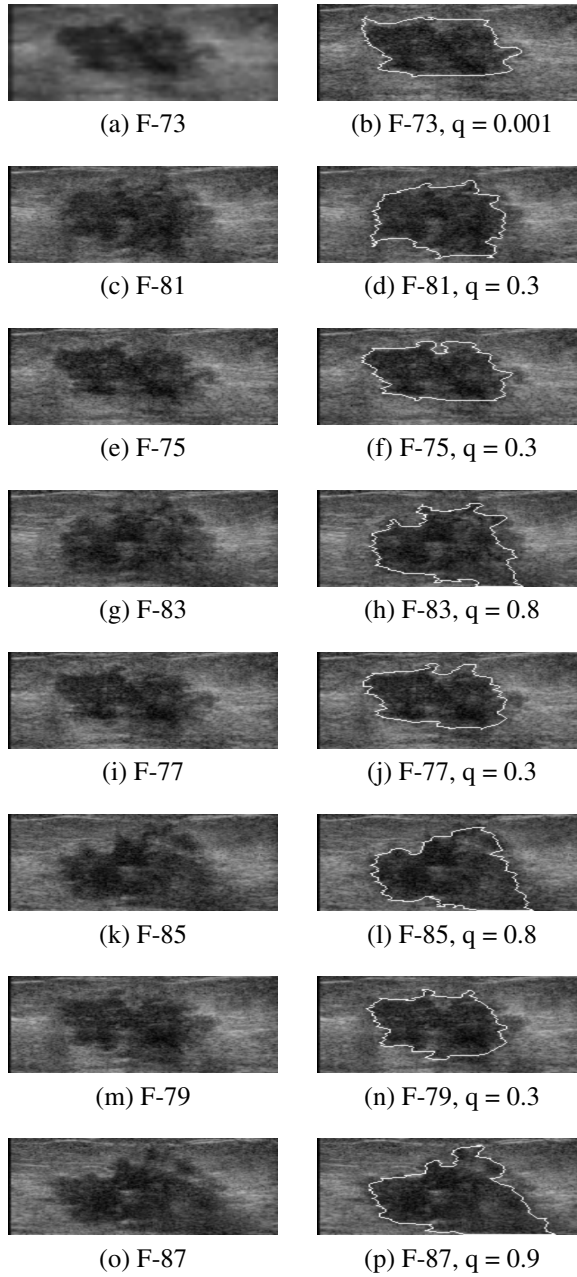 (a) F-73
(b) F-73, q = 0.001
(c) F-81
(d) F-81, q = 0.3
(e) F-75
(f) F-75, q = 0.3
(g) F-83
(h) F-83, q = 0.8
(i) F-77
(j) F-77, q = 0.3
(k) F-85
(l) F-85, q = 0.8
(m) F-79
(n) F-79, q = 0.3
(o) F-87
(p) F-87, q = 0.9